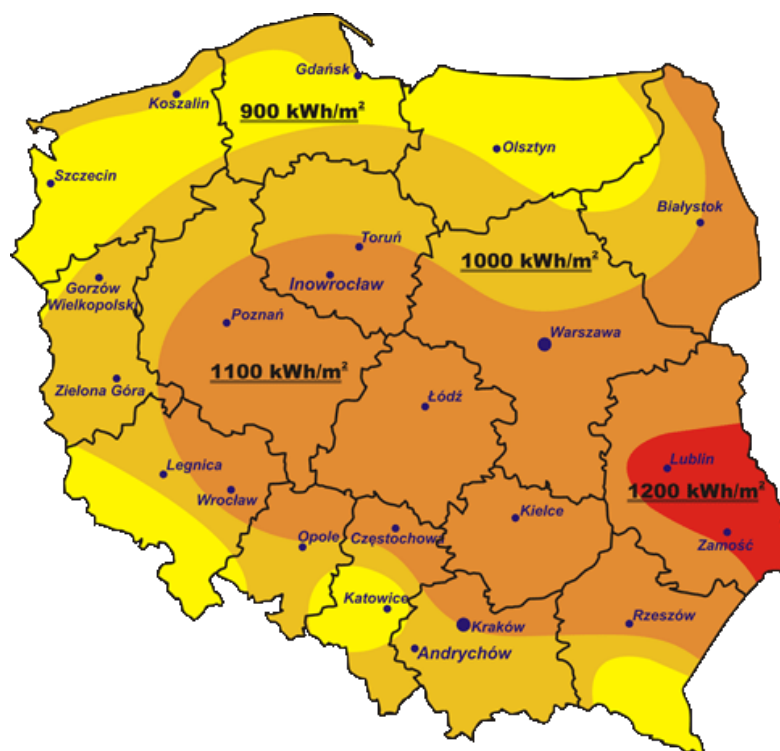 Gdańsk
Koszalin
900 kWh/m²
Olsztyn
Szczecin
Białystok
Toruń
1000 kWh/m²
Gorzów
Wielkopolski
Inowrocław
Poznań
Warszawa
1100 kWh/m²
Zielona Góra
Łódź
Legnica
Lublin
Wrocław
1200 kWh/m²
Kielce
Opole
Częstochowa
Zamość
Katowice
Rzeszów
Kraków
Andrychów